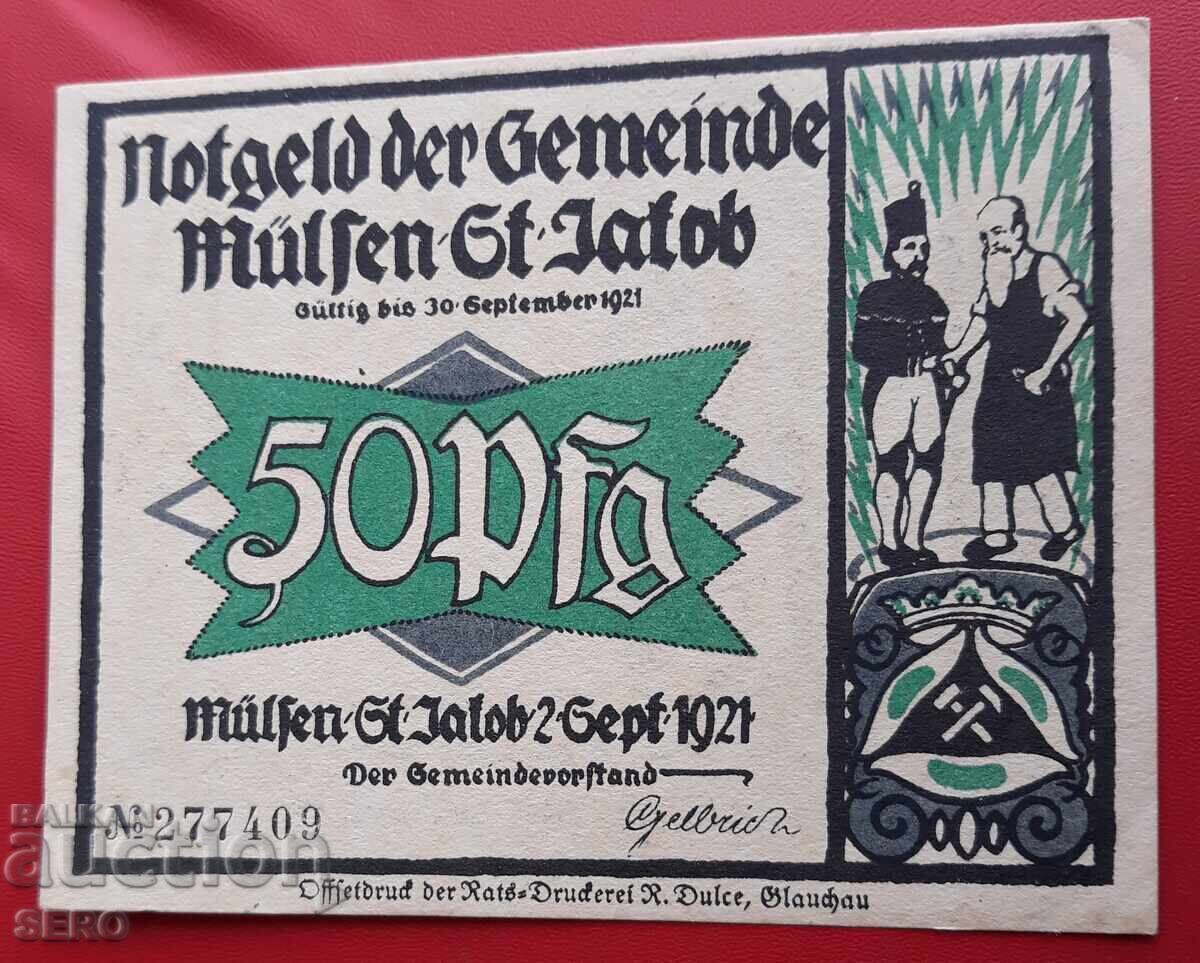 Notgeld der Gemeinde
Mülsen·St·Jakob
Gültig bis 30·September 1921
50 Pfg
Mülsen·St·Jakob 2·Sept·1921
Der Gemeindevorstand
Gelbrich
№ 277409
Offsetdruck der Rats=Druckerei R. Dulce, Glauchau
BALKAN
auction
SERO